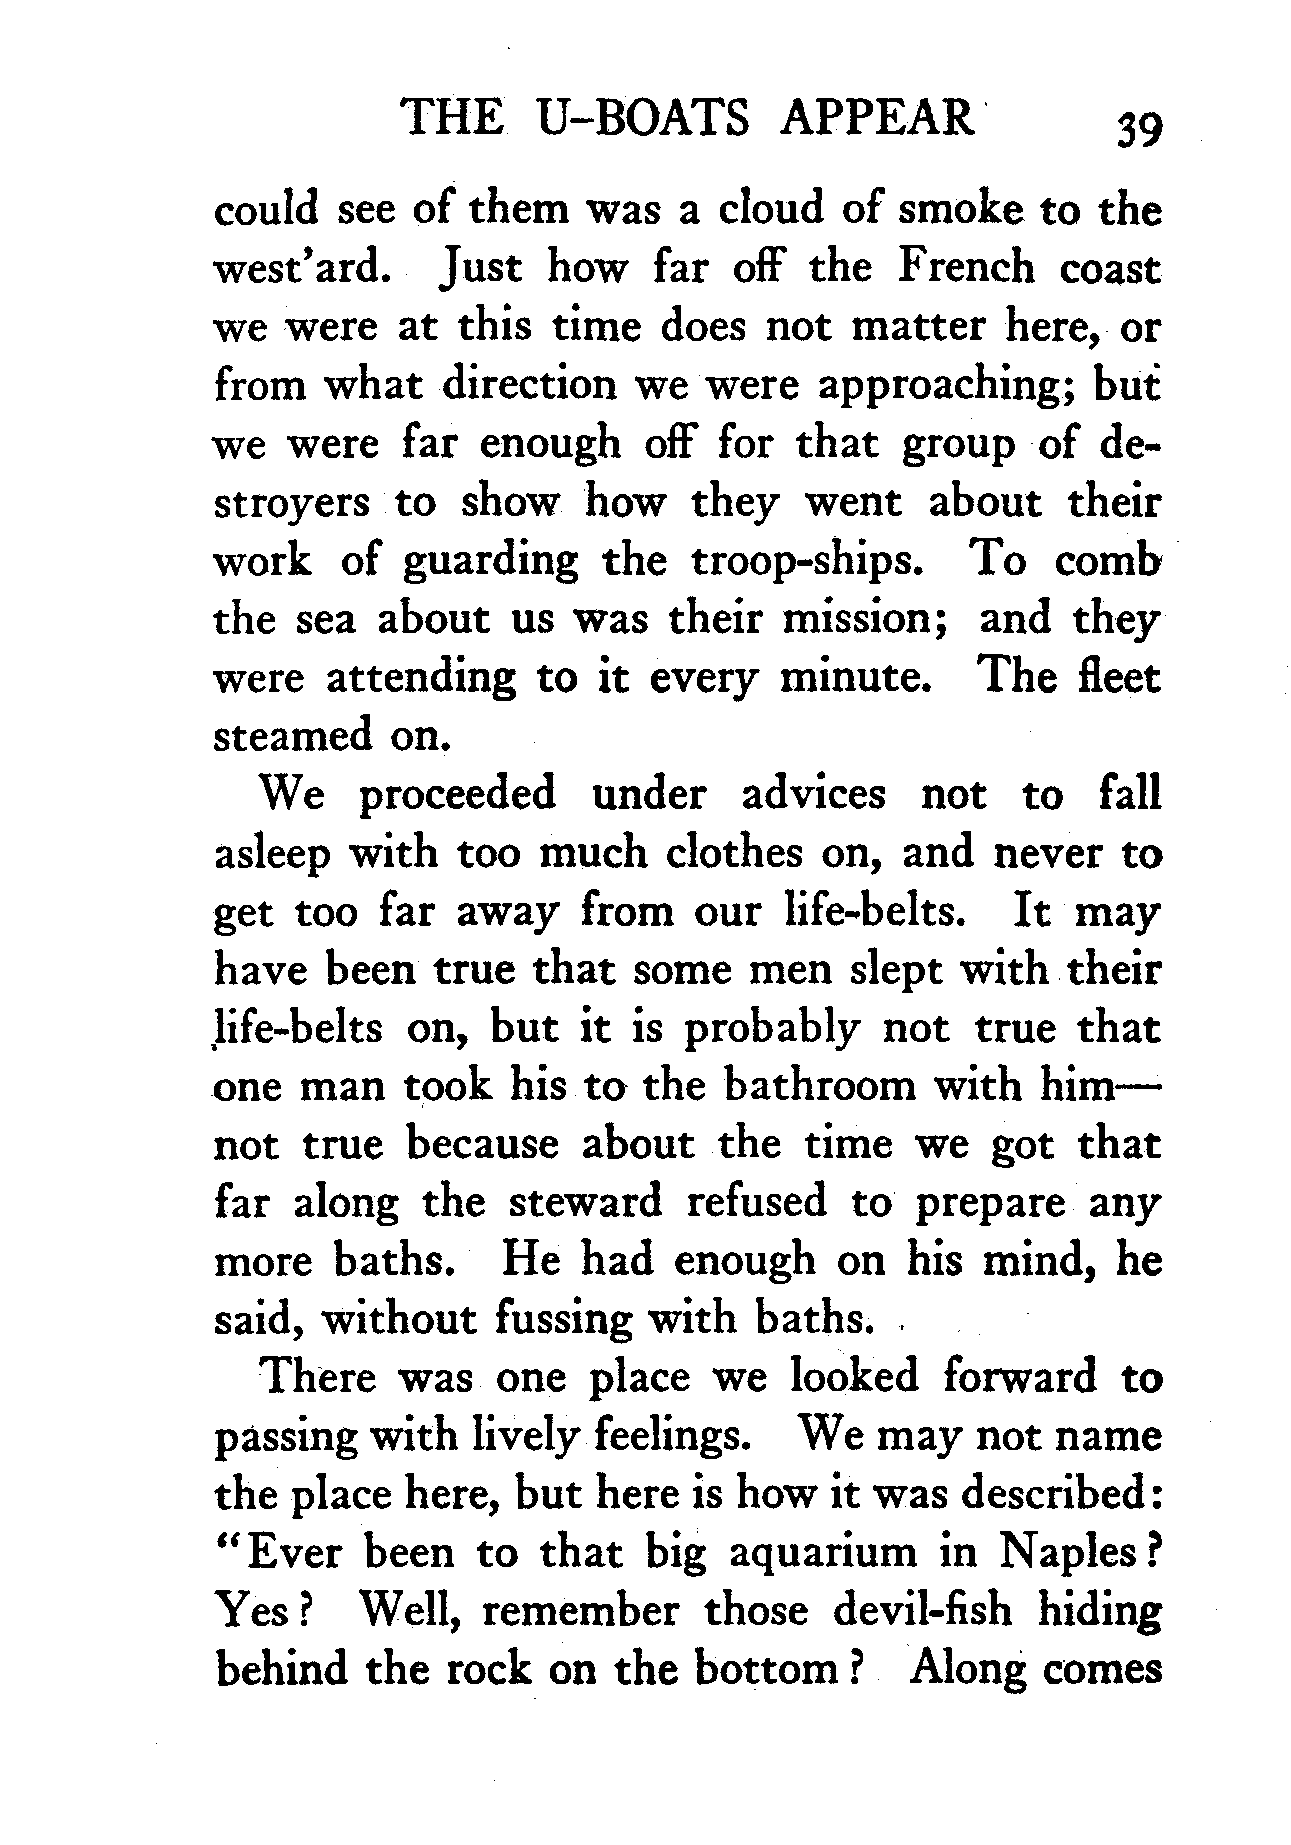 THE U-BOATS APPEAR 39
could see of them was a cloud of smoke to the
west'ard. Just how far off the French coast
we were at this time does not matter here, or
from what direction we were approaching; but
we were far enough off for that group of de-
stroyers to show how they went about their
work of guarding the troop-ships. To comb
the sea about us was their mission; and they
were attending to it every minute. The fleet
steamed on.
We proceeded under advices not to fall
asleep with too much clothes on, and never to
get too far away from our life-belts. It may
have been true that some men slept with their
life-belts on, but it is probably not true that
one man took his to the bathroom with him—
not true because about the time we got that
far along the steward refused to prepare any
more baths. He had enough on his mind, he
said, without fussing with baths.
There was one place we looked forward to
passing with lively feelings. We may not name
the place here, but here is how it was described:
"Ever been to that big aquarium in Naples?
Yes? Well, remember those devil-fish hiding
behind the rock on the bottom? Along comes